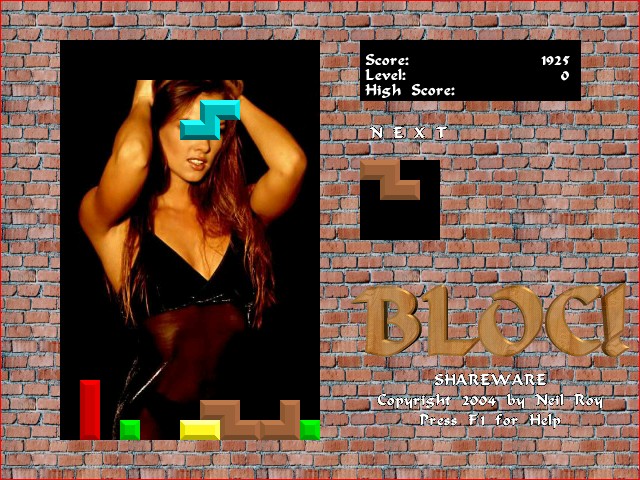 Score: 1925
Level: 0
High Score:
NEXT
BLOC!
SHAREWARE
Copyright 2004 by Neil Roy
Press F1 for Help